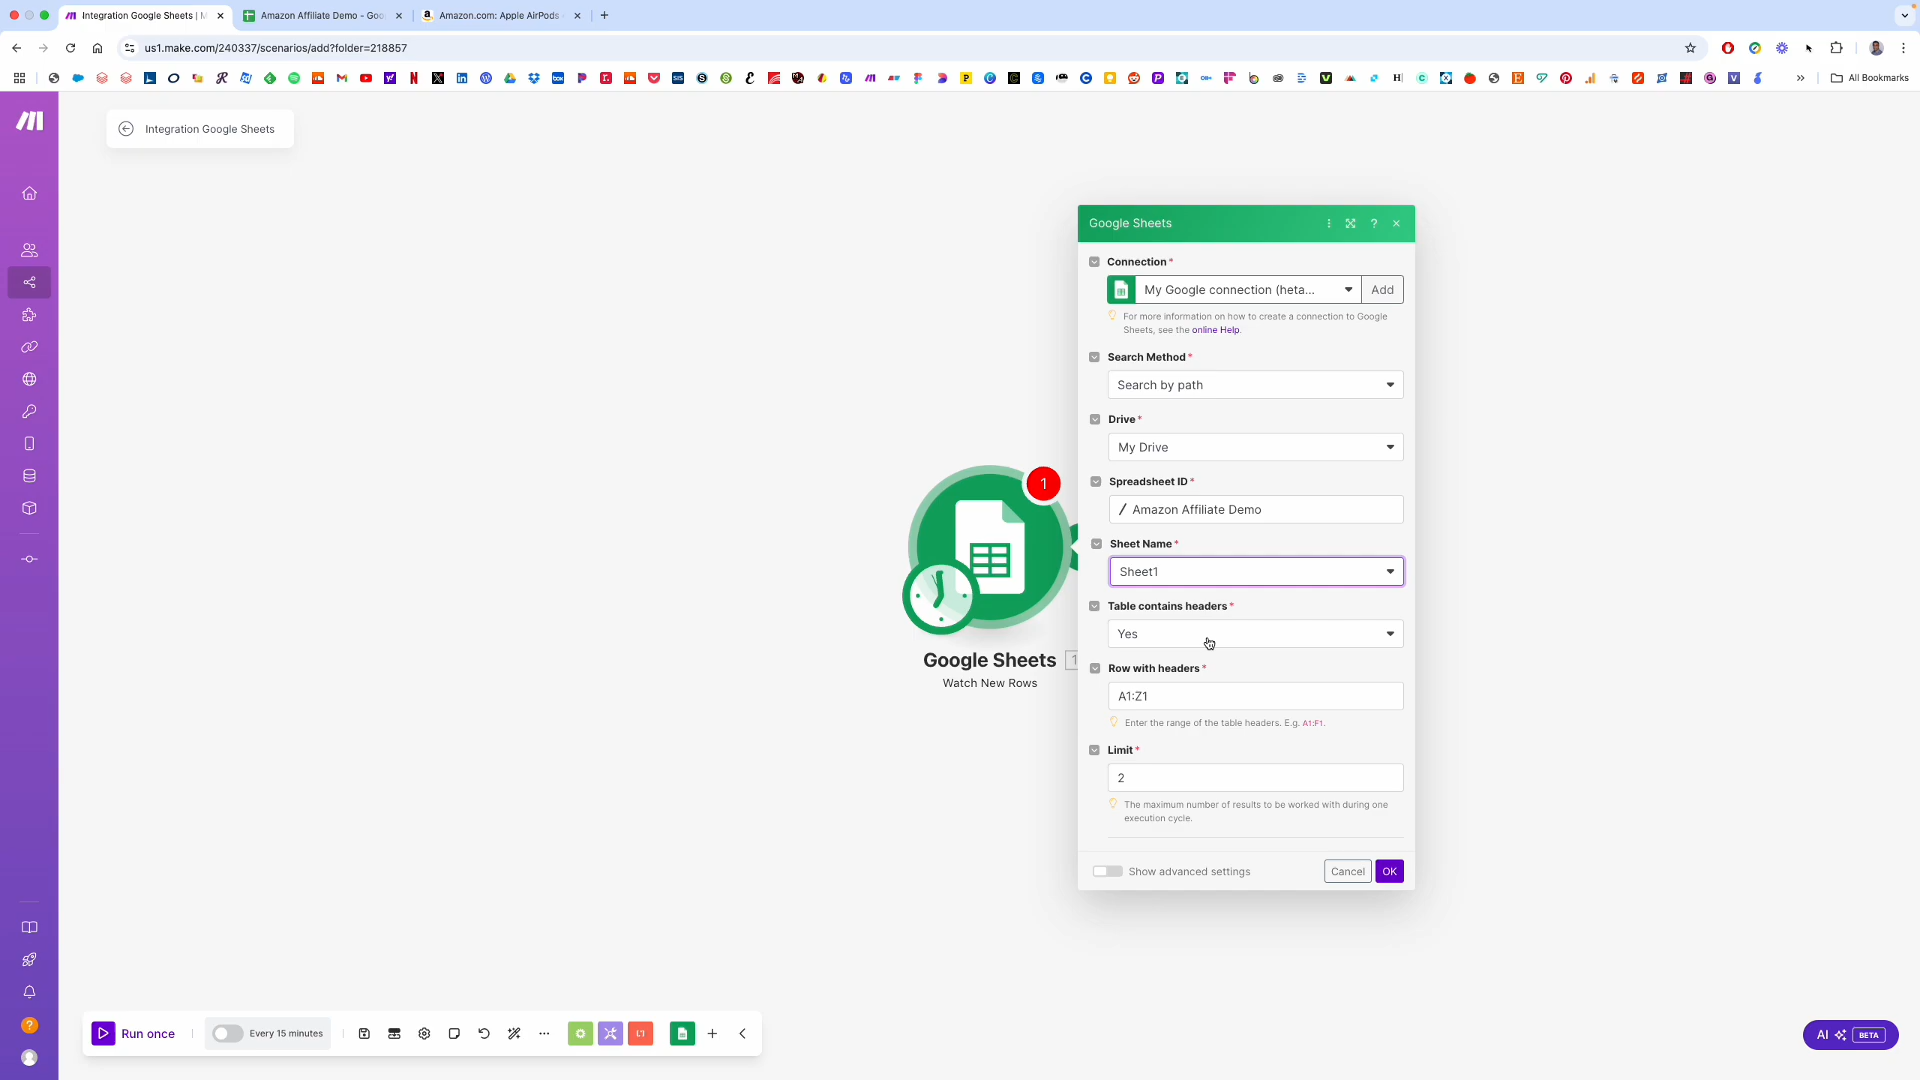 Integration Google Sheets | M
Amazon Affiliate Demo - Goo
Amazon.com: Apple AirPods
us1.make.com/240337/scenarios/add?folder=218857
All Bookmarks
Integration Google Sheets
Google Sheets
Connection *
My Google connection (heta...
Add
For more information on how to create a connection to Google
Sheets, see the online Help.
Search Method *
Search by path
Drive *
My Drive
Spreadsheet ID *
/ Amazon Affiliate Demo
Sheet Name *
Sheet1
Table contains headers *
Yes
Row with headers *
A1:Z1
Enter the range of the table headers. E.g. A1:F1.
Limit *
2
The maximum number of results to be worked with during one
execution cycle.
Show advanced settings
Cancel
OK
1
Google Sheets
1
Watch New Rows
Run once
Every 15 minutes
AI
BETA